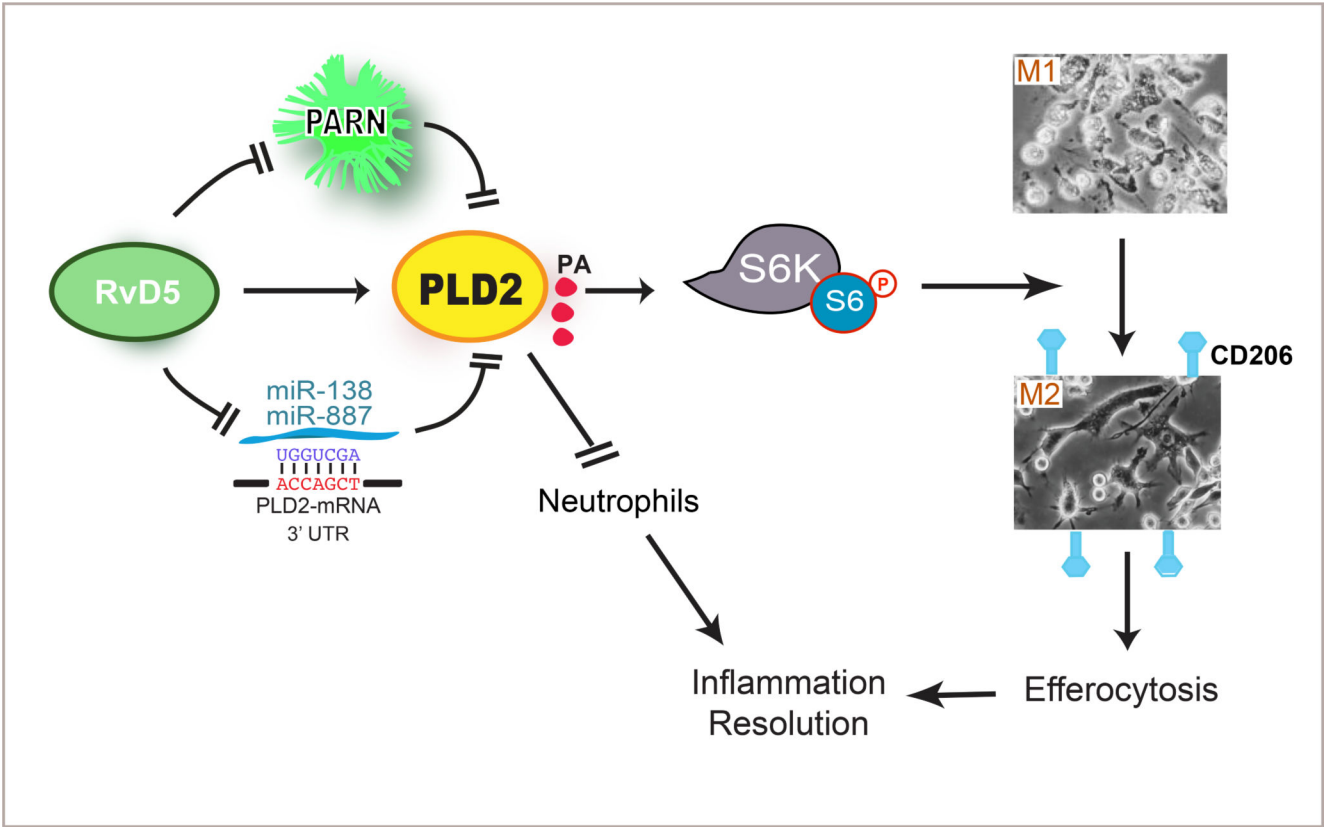 PARN
M1
RvD5
PLD2
PA
S6K
S6
P
CD206
M2
miR-138
miR-887
UGGUCGA
ACCAGCT
PLD2-mRNA
3’ UTR
Neutrophils
Inflammation
Resolution
Efferocytosis